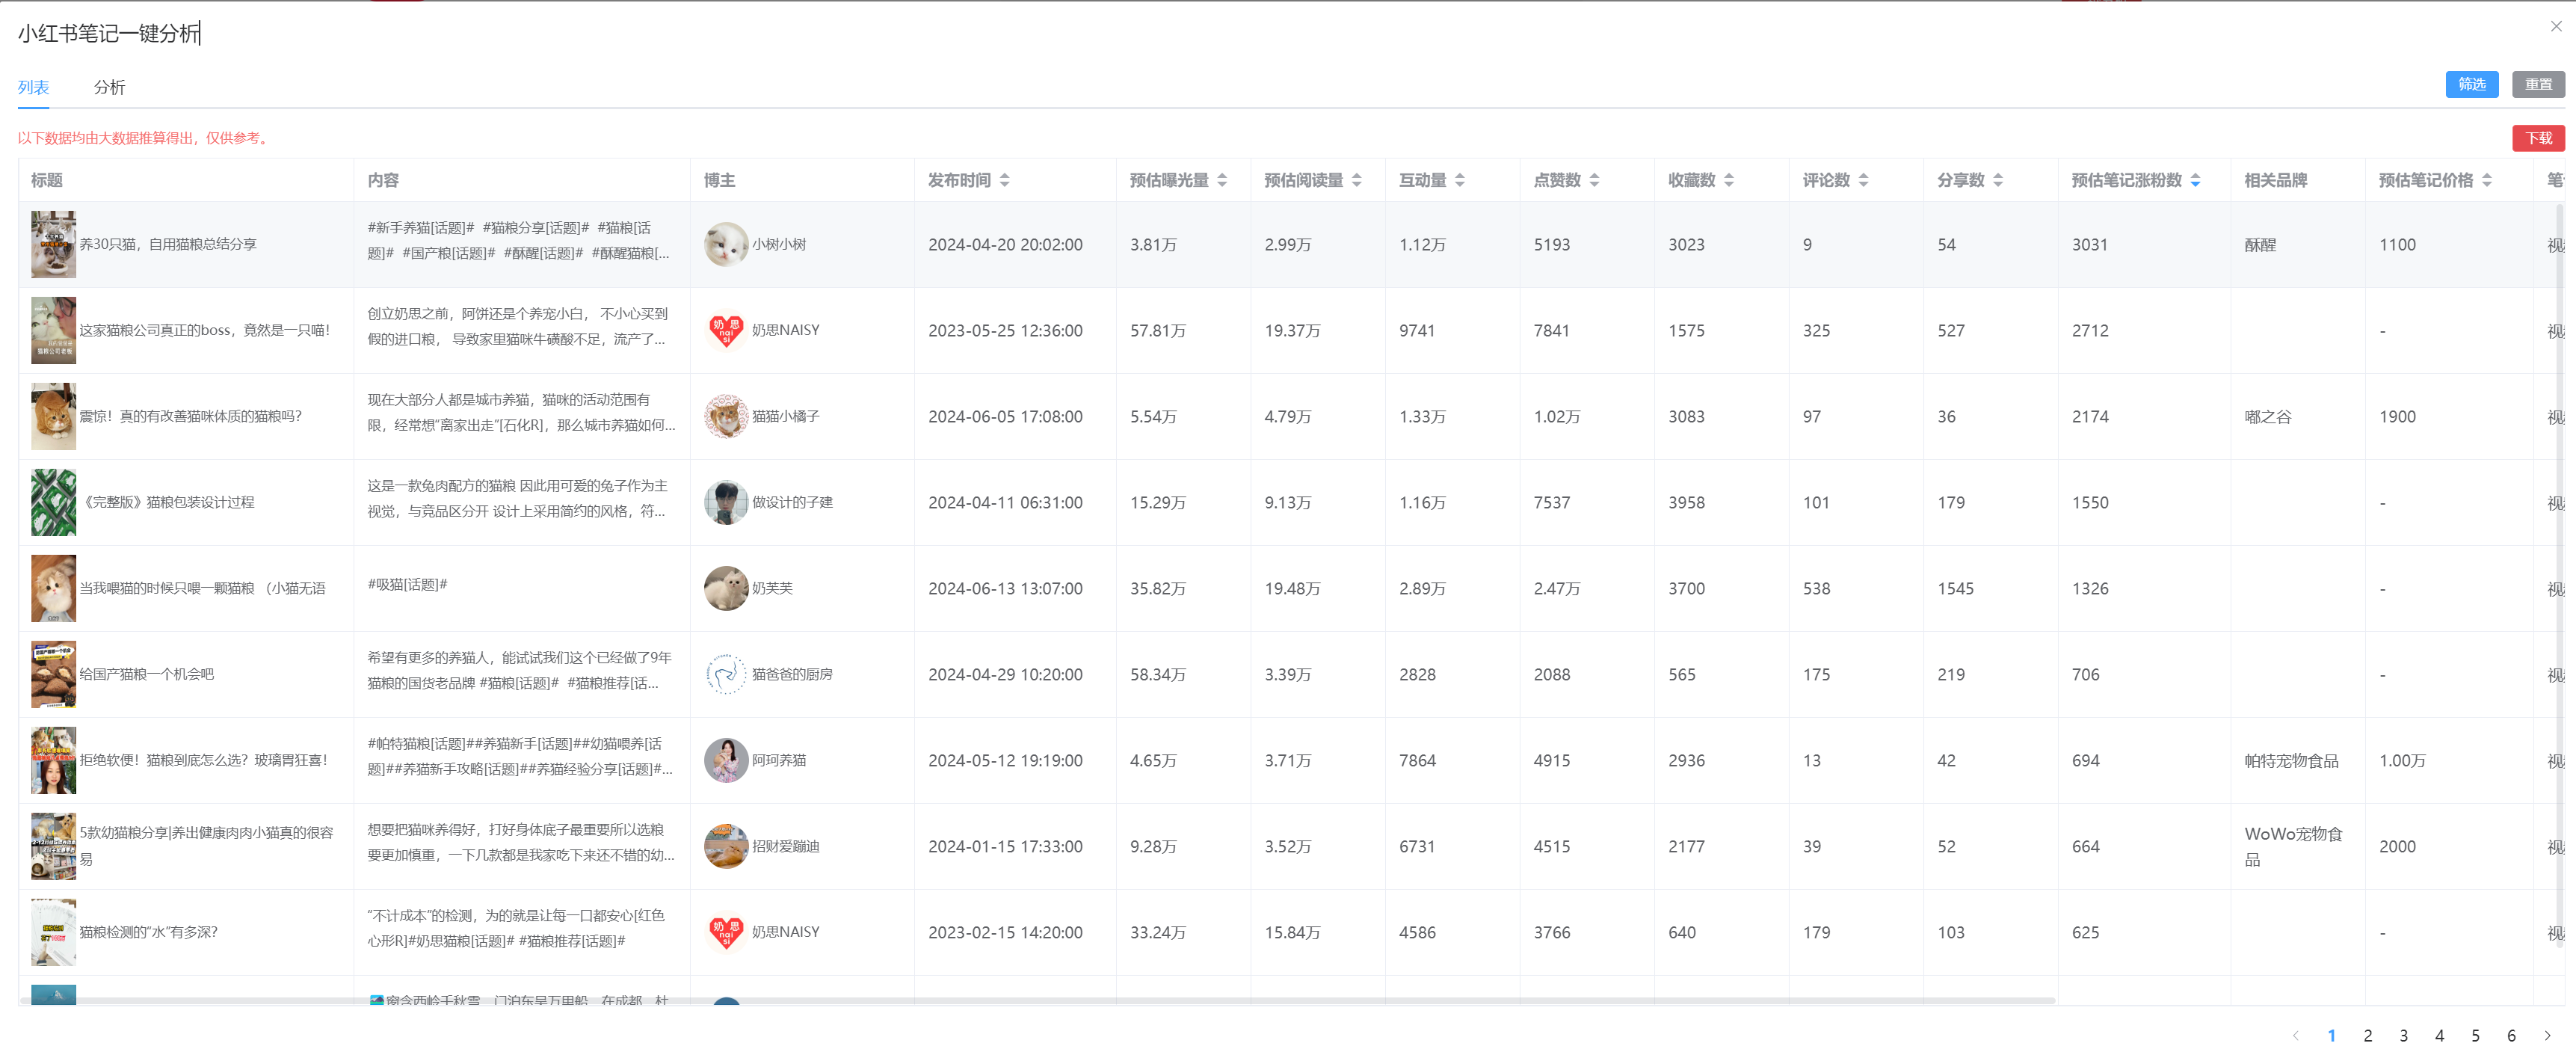 小红书笔记一键分析
列表 分析 筛选 重置
以下数据均由大数据推算得出，仅供参考。 下载
标题 内容 博主 发布时间 预估曝光量 预估阅读量 互动量 点赞数 收藏数 评论数 分享数 预估笔记涨粉数 相关品牌 预估笔记价格
养30只猫，自用猫粮总结分享
#新手养猫[话题]# #猫粮分享[话题]# #猫粮[话
题]# #国产粮[话题]# #酥醒[话题]# #酥醒猫粮[...
小树小树 2024-04-20 20:02:00 3.81万 2.99万 1.12万 5193 3023 9 54 3031 酥醒 1100
这家猫粮公司真正的boss，竟然是一只喵！
创立奶思之前，阿饼还是个养宠小白， 不小心买到
假的进口粮， 导致家里猫咪牛磺酸不足，流产了...
奶思NAISY 2023-05-25 12:36:00 57.81万 19.37万 9741 7841 1575 325 527 2712 -
震惊！真的有改善猫咪体质的猫粮吗？
现在大部分人都是城市养猫，猫咪的活动范围有
限，经常想“离家出走”[石化R]，那么城市养猫如何...
猫猫小橘子 2024-06-05 17:08:00 5.54万 4.79万 1.33万 1.02万 3083 97 36 2174 嘟之谷 1900
《完整版》猫粮包装设计过程
这是一款兔肉配方的猫粮 因此用可爱的兔子作为主
视觉，与竞品区分开 设计上采用简约的风格，符...
做设计的子建 2024-04-11 06:31:00 15.29万 9.13万 1.16万 7537 3958 101 179 1550 -
当我喂猫的时候只喂一颗猫粮 （小猫无语
#吸猫[话题]#
奶芙芙 2024-06-13 13:07:00 35.82万 19.48万 2.89万 2.47万 3700 538 1545 1326 -
给国产猫粮一个机会吧
希望有更多的养猫人，能试试我们这个已经做了9年
猫粮的国货老品牌 #猫粮[话题]# #猫粮推荐[话...
猫爸爸的厨房 2024-04-29 10:20:00 58.34万 3.39万 2828 2088 565 175 219 706 -
拒绝软便！猫粮到底怎么选？玻璃胃狂喜！
#帕特猫粮[话题]##养猫新手[话题]##幼猫喂养[话
题]##养猫新手攻略[话题]##养猫经验分享[话题]#...
阿珂养猫 2024-05-12 19:19:00 4.65万 3.71万 7864 4915 2936 13 42 694 帕特宠物食品 1.00万
5款幼猫粮分享|养出健康肉肉小猫真的很容
易
想要把猫咪养得好，打好身体底子最重要所以选粮
要更加慎重，一下几款都是我家吃下来还不错的幼...
招财爱蹦迪 2024-01-15 17:33:00 9.28万 3.52万 6731 4515 2177 39 52 664 WoWo宠物食
品 2000
猫粮检测的“水”有多深？
“不计成本”的检测，为的就是让每一口都安心[红色
心形R]#奶思猫粮[话题]# #猫粮推荐[话题]#
奶思NAISY 2023-02-15 14:20:00 33.24万 15.84万 4586 3766 640 179 103 625 -
窗含西岭千秋雪，门泊东吴万里船，在成都，杜
1 2 3 4 5 6